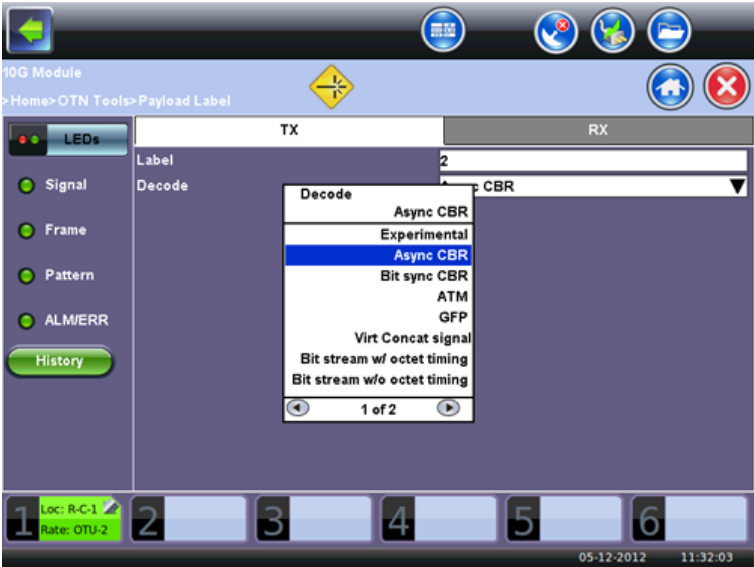 10G Module
>Home>OTN Tools>Payload Label
LEDs
TX
RX
Label
2
Signal
Decode
CBR
Decode
Async CBR
Experimental
Async CBR
Bit sync CBR
ATM
GFP
Virt Concat signal
Bit stream w/ octet timing
Bit stream w/o octet timing
1 of 2
Frame
Pattern
ALM/ERR
History
1
Loc: R-C-1
Rate: OTU-2
2
3
4
5
6
05-12-2012 11:32:03